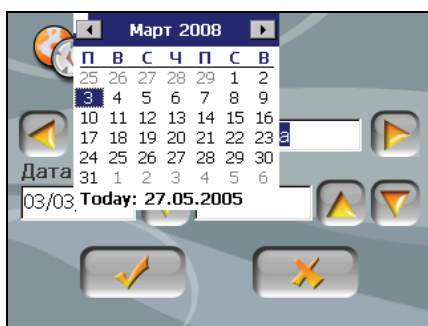 Март 2008
П В С Ч П С В
25 26 27 28 29 1 2
3 4 5 6 7 8 9
10 11 12 13 14 15 16
17 18 19 20 21 22 23
24 25 26 27 28 29 30
31 1 2 3 4 5 6
Today: 27.05.2005
а
Дата
03/03